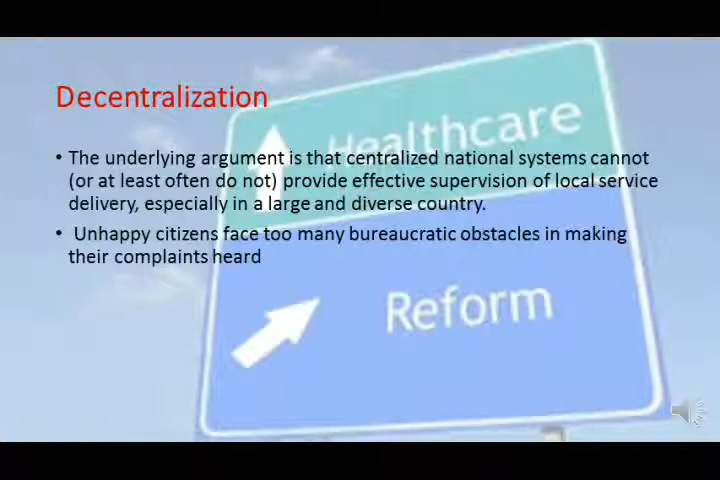 Decentralization
• The underlying argument is that centralized national systems cannot
(or at least often do not) provide effective supervision of local service
delivery, especially in a large and diverse country.
• Unhappy citizens face too many bureaucratic obstacles in making
their complaints heard
Healthcare
Reform